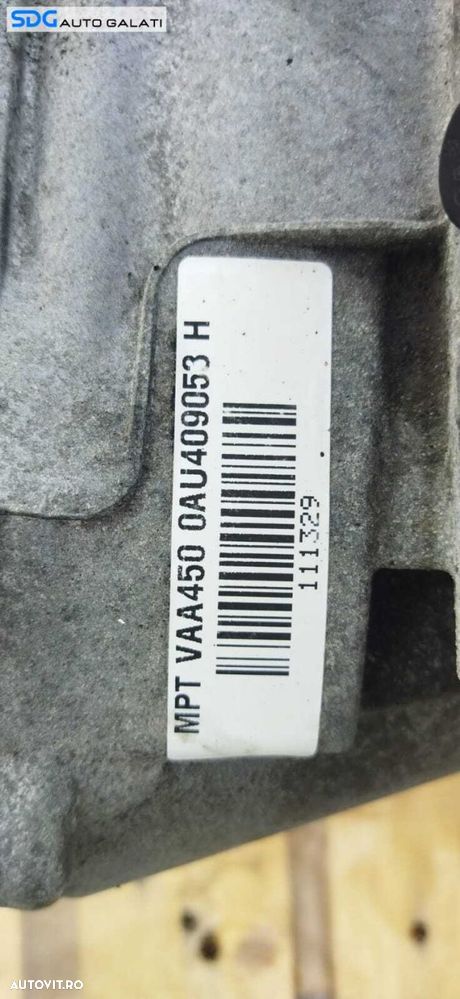 SDG AUTO GALATI
MPT VAA450 0AU409053 H
111329
AUTOVIT.RO